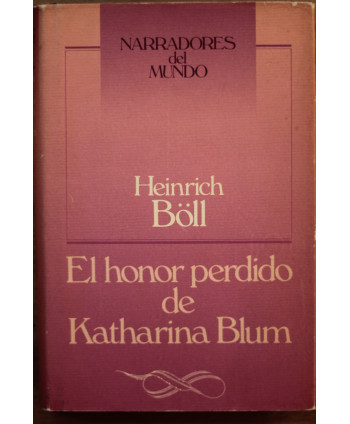 NARRADORES
del
MUNDO
Heinrich
Böll
El honor perdido
de
Katharina Blum